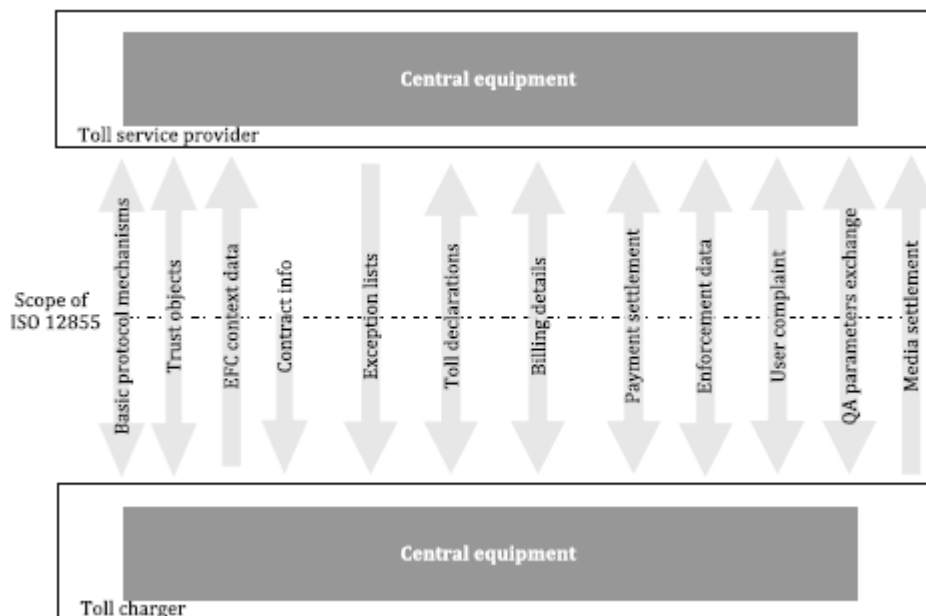 Central equipment
Toll service provider
Basic protocol mechanisms
Trust objects
EFC context data
Contract info
Exception lists
Toll declarations
Billing details
Payment settlement
Enforcement data
User complaint
QA parameters exchange
Media settlement
Scope of
ISO 12855
Central equipment
Toll charger